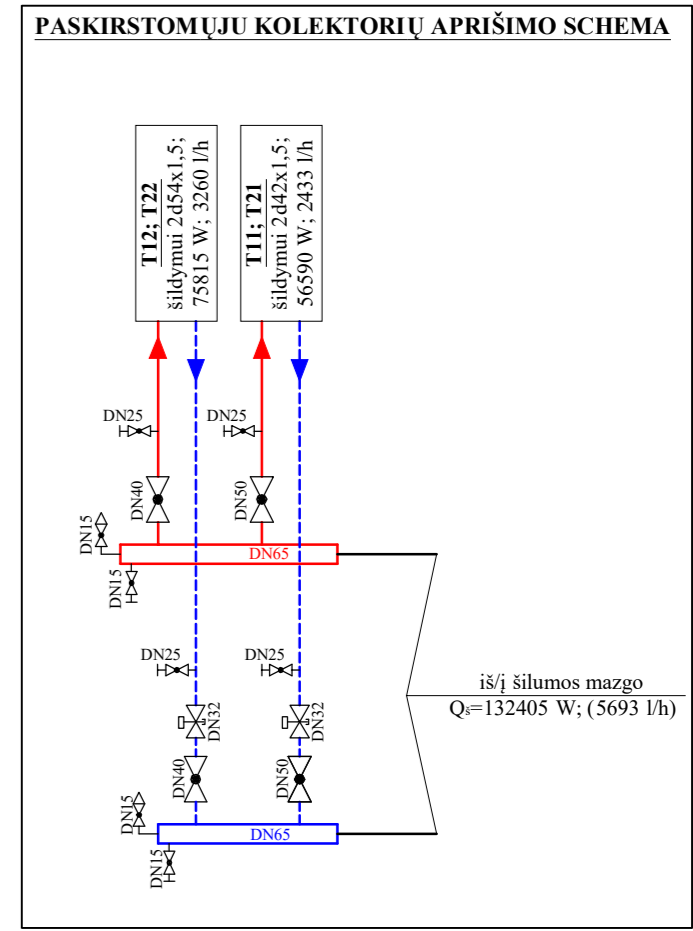 PASKIRSTOMŲJU KOLEKTORIŲ APRIŠIMO SCHEMA
T12; T22
šildymui 2d54x1,5;
75815 W; 3260 l/h
T11; T21
šildymui 2d42x1,5;
56590 W; 2433 l/h
DN25
DN25
DN40
DN50
DN15
DN65
DN15
DN25
DN25
iš/į šilumos mazgo
Qš=132405 W; (5693 l/h)
DN32
DN32
DN40
DN50
DN15
DN65
DN15